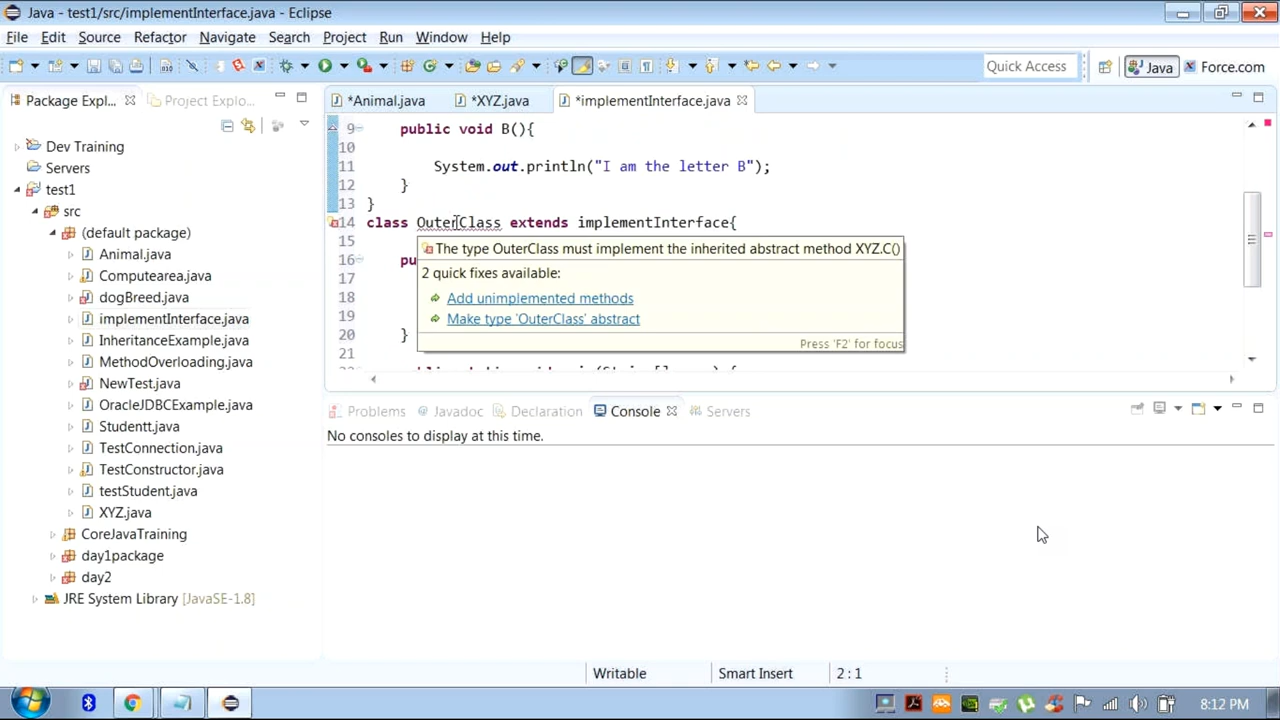 Java - test1/src/implementInterface.java - Eclipse
File Edit Source Refactor Navigate Search Project Run Window Help
Quick Access Java Force.com
Package Expl... Project Explo...
*Animal.java *XYZ.java *implementInterface.java
Dev Training
Servers
test1
src
(default package)
Animal.java
Computearea.java
dogBreed.java
implementInterface.java
InheritanceExample.java
MethodOverloading.java
NewTest.java
OracleJDBCExample.java
Studentt.java
TestConnection.java
TestConstructor.java
testStudent.java
XYZ.java
CoreJavaTraining
day1package
day2
JRE System Library [JavaSE-1.8]
9 public void B(){
10
11 System.out.println("I am the letter B");
12 }
13 }
14 class OuterClass extends implementInterface{
15
16 pu
17
18
19
20 }
21
The type OuterClass must implement the inherited abstract method XYZ.C()
2 quick fixes available:
Add unimplemented methods
Make type 'OuterClass' abstract
Press 'F2' for focus
Problems Javadoc Declaration Console Servers
No consoles to display at this time.
Writable Smart Insert 2 : 1
8:12 PM